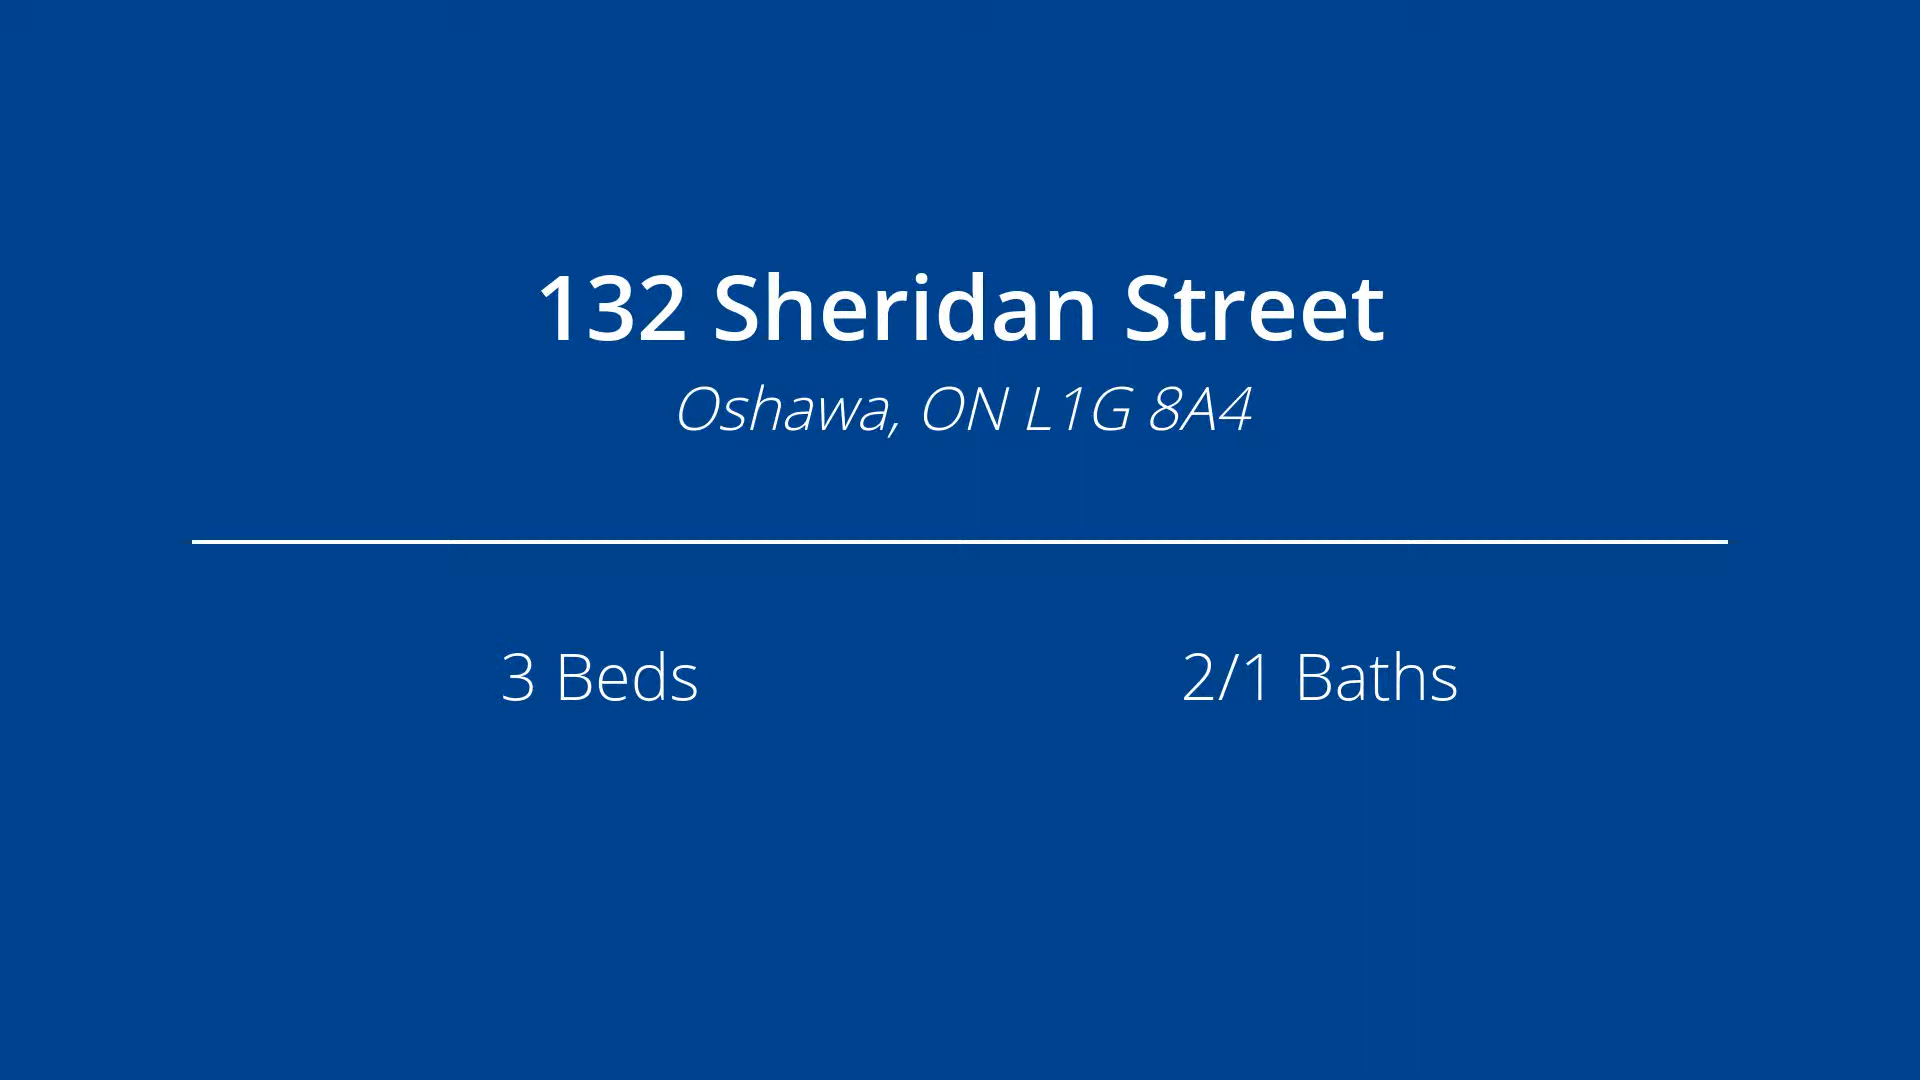 132 Sheridan Street
Oshawa, ON L1G 8A4
3 Beds
2/1 Baths